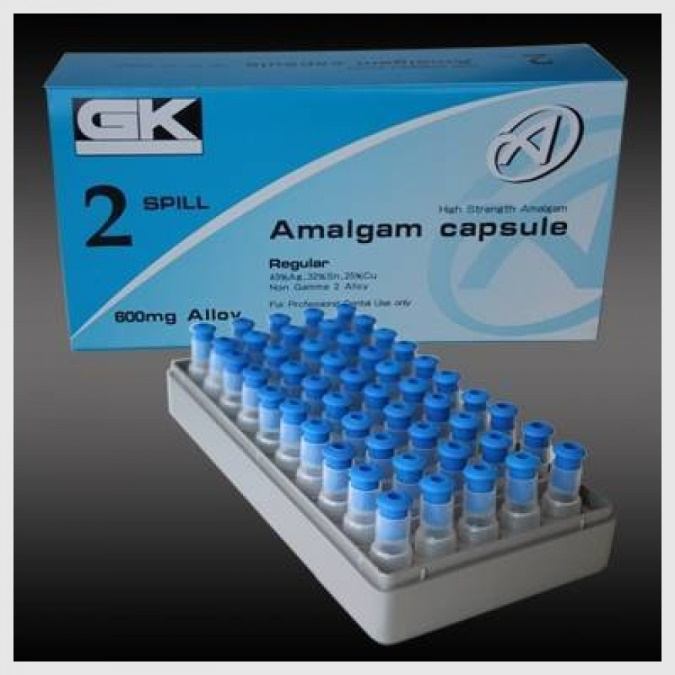 GK
2 SPILL
High Strength Amalgam
Amalgam capsule
Regular
43%Ag,32%Sn,25%Cu
Non Gamma 2 Alloy
For Professional Dental Use only
600mg Alloy